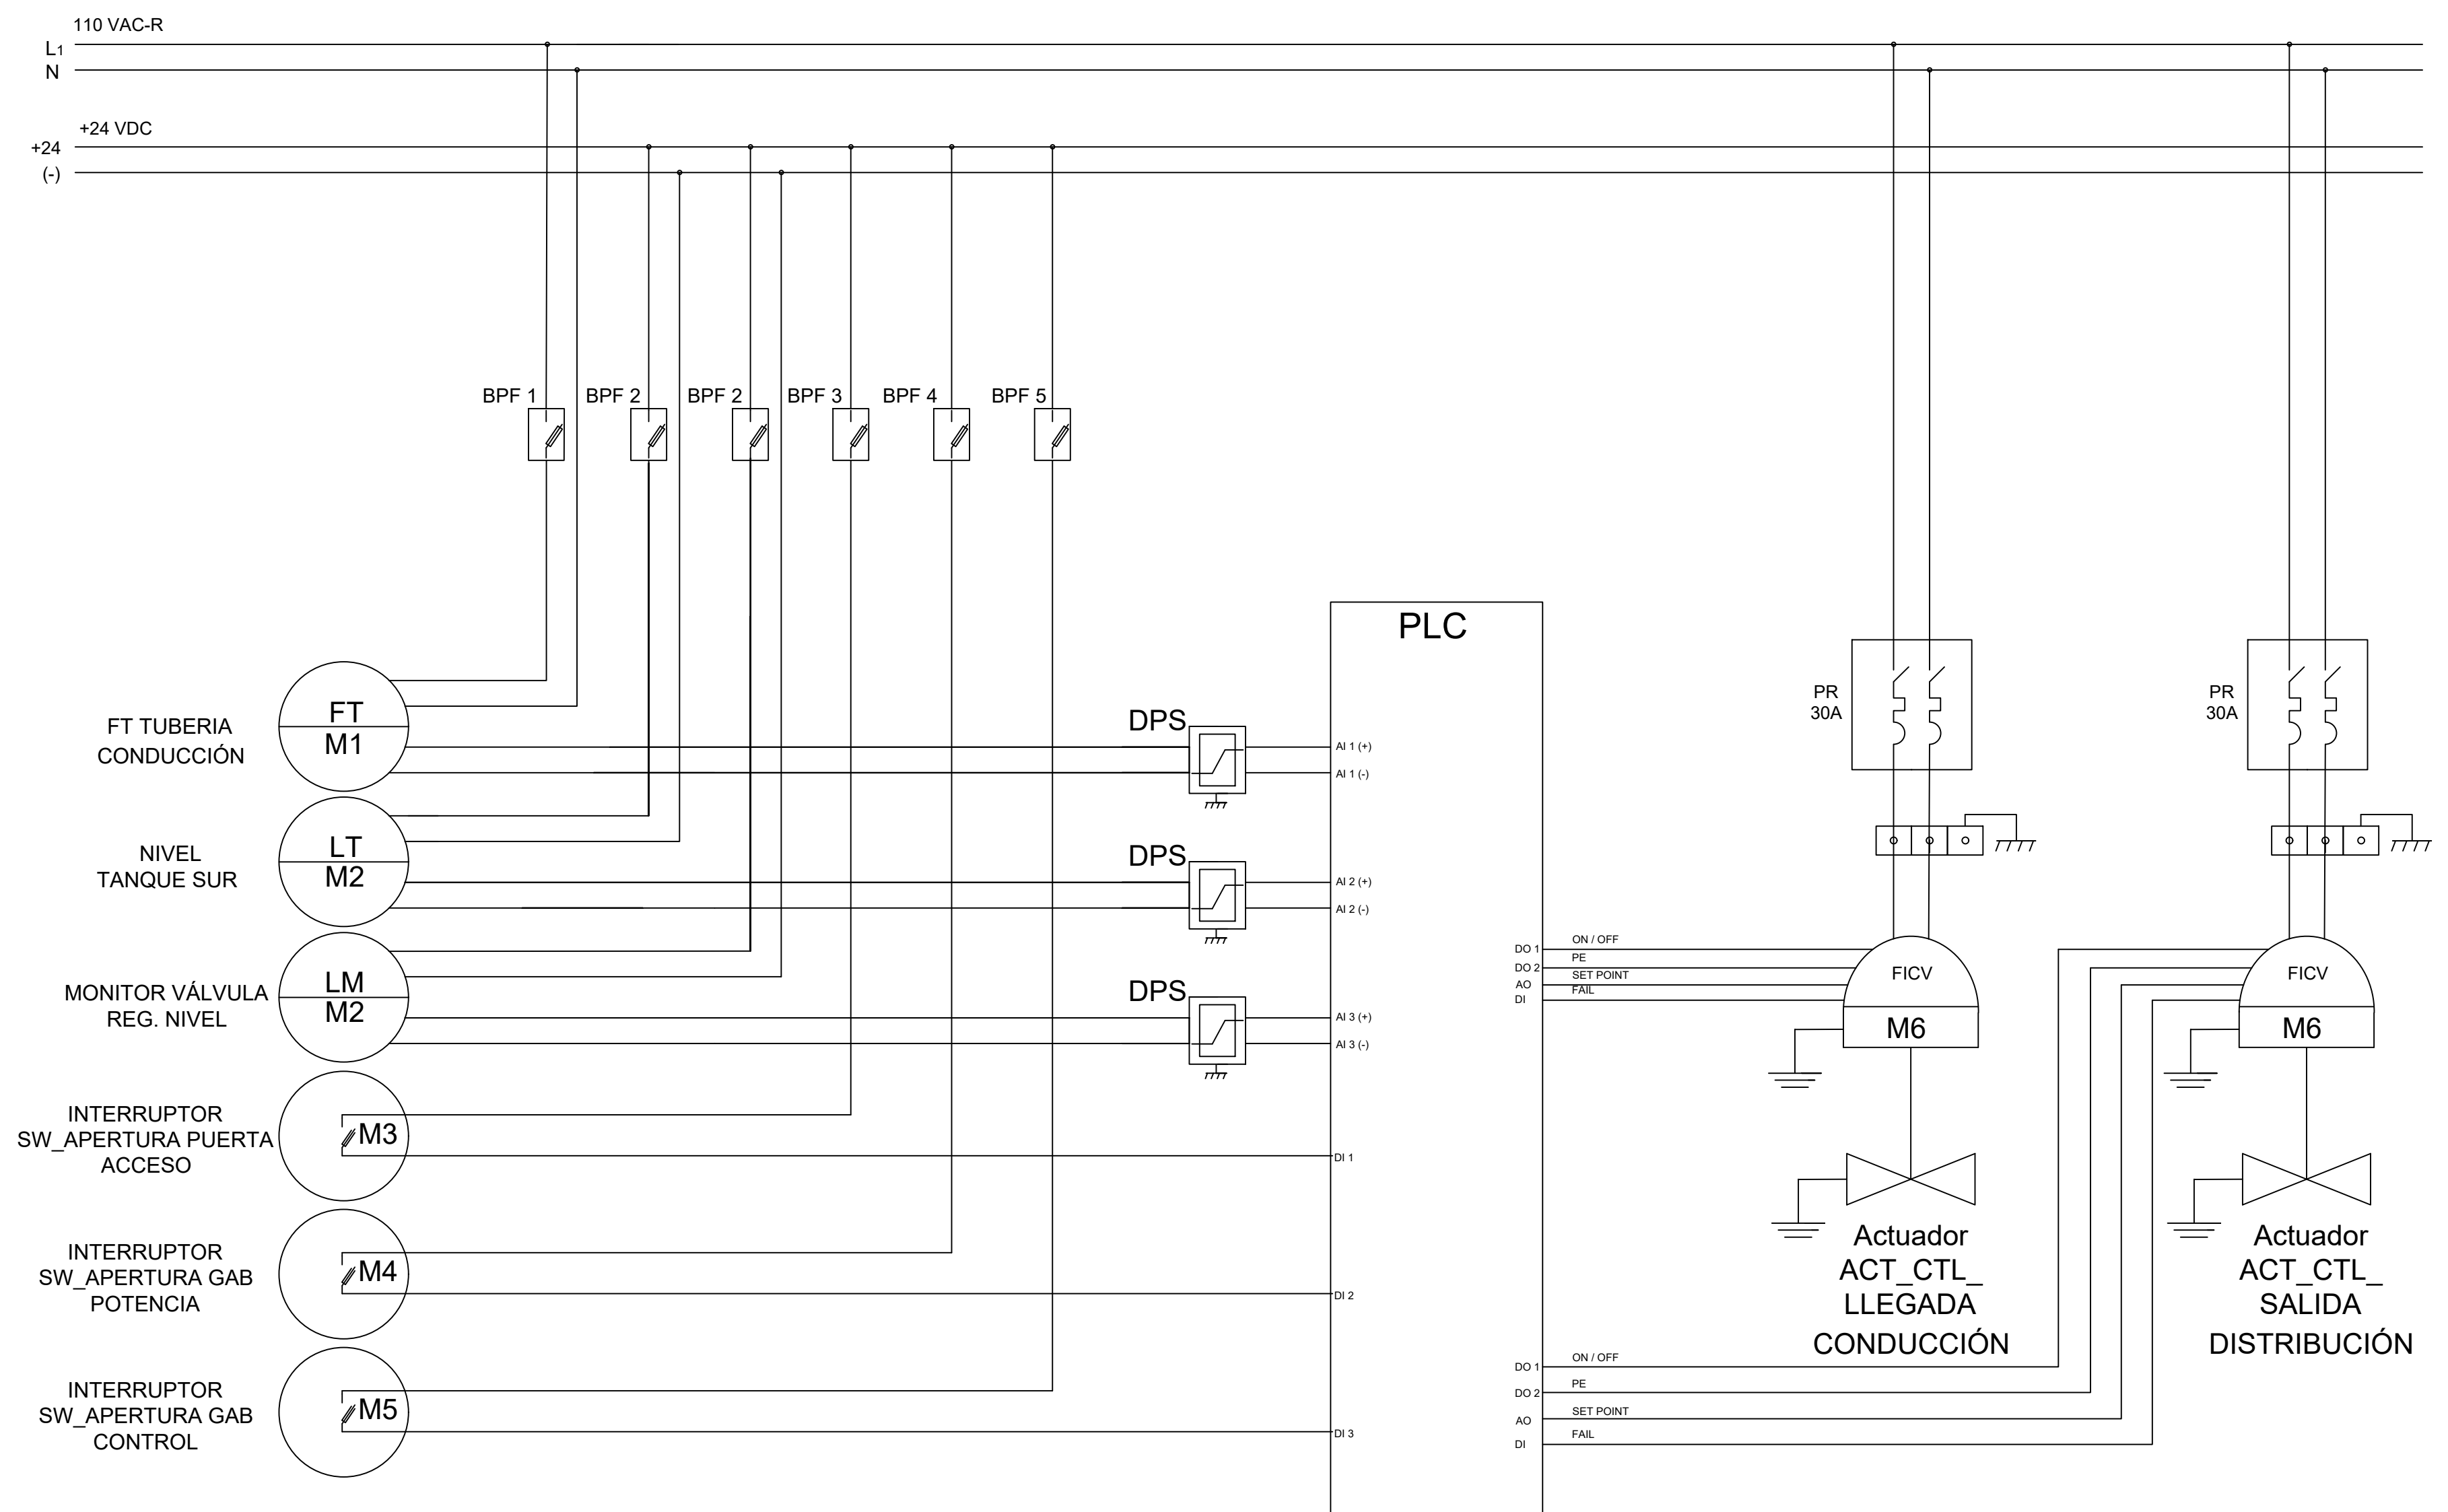 110 VAC-R
L1
N
+24 VDC
+24
(-)
BPF 1
BPF 2
BPF 2
BPF 3
BPF 4
BPF 5
PLC
FT
M1
FT TUBERIA
CONDUCCIÓN
DPS
AI 1 (+)
AI 1 (-)
PR
30A
PR
30A
LT
M2
NIVEL
TANQUE SUR
DPS
AI 2 (+)
AI 2 (-)
LM
M2
MONITOR VÁLVULA
REG. NIVEL
DPS
AI 3 (+)
AI 3 (-)
DO 1
ON / OFF
DO 2
PE
AO
SET POINT
DI
FAIL
FICV
M6
FICV
M6
INTERRUPTOR
SW_APERTURA PUERTA
ACCESO
M3
DI 1
INTERRUPTOR
SW_APERTURA GAB
POTENCIA
M4
DI 2
Actuador
ACT_CTL_
LLEGADA
CONDUCCIÓN
Actuador
ACT_CTL_
SALIDA
DISTRIBUCIÓN
INTERRUPTOR
SW_APERTURA GAB
CONTROL
M5
DI 3
DO 1
ON / OFF
DO 2
PE
AO
SET POINT
DI
FAIL